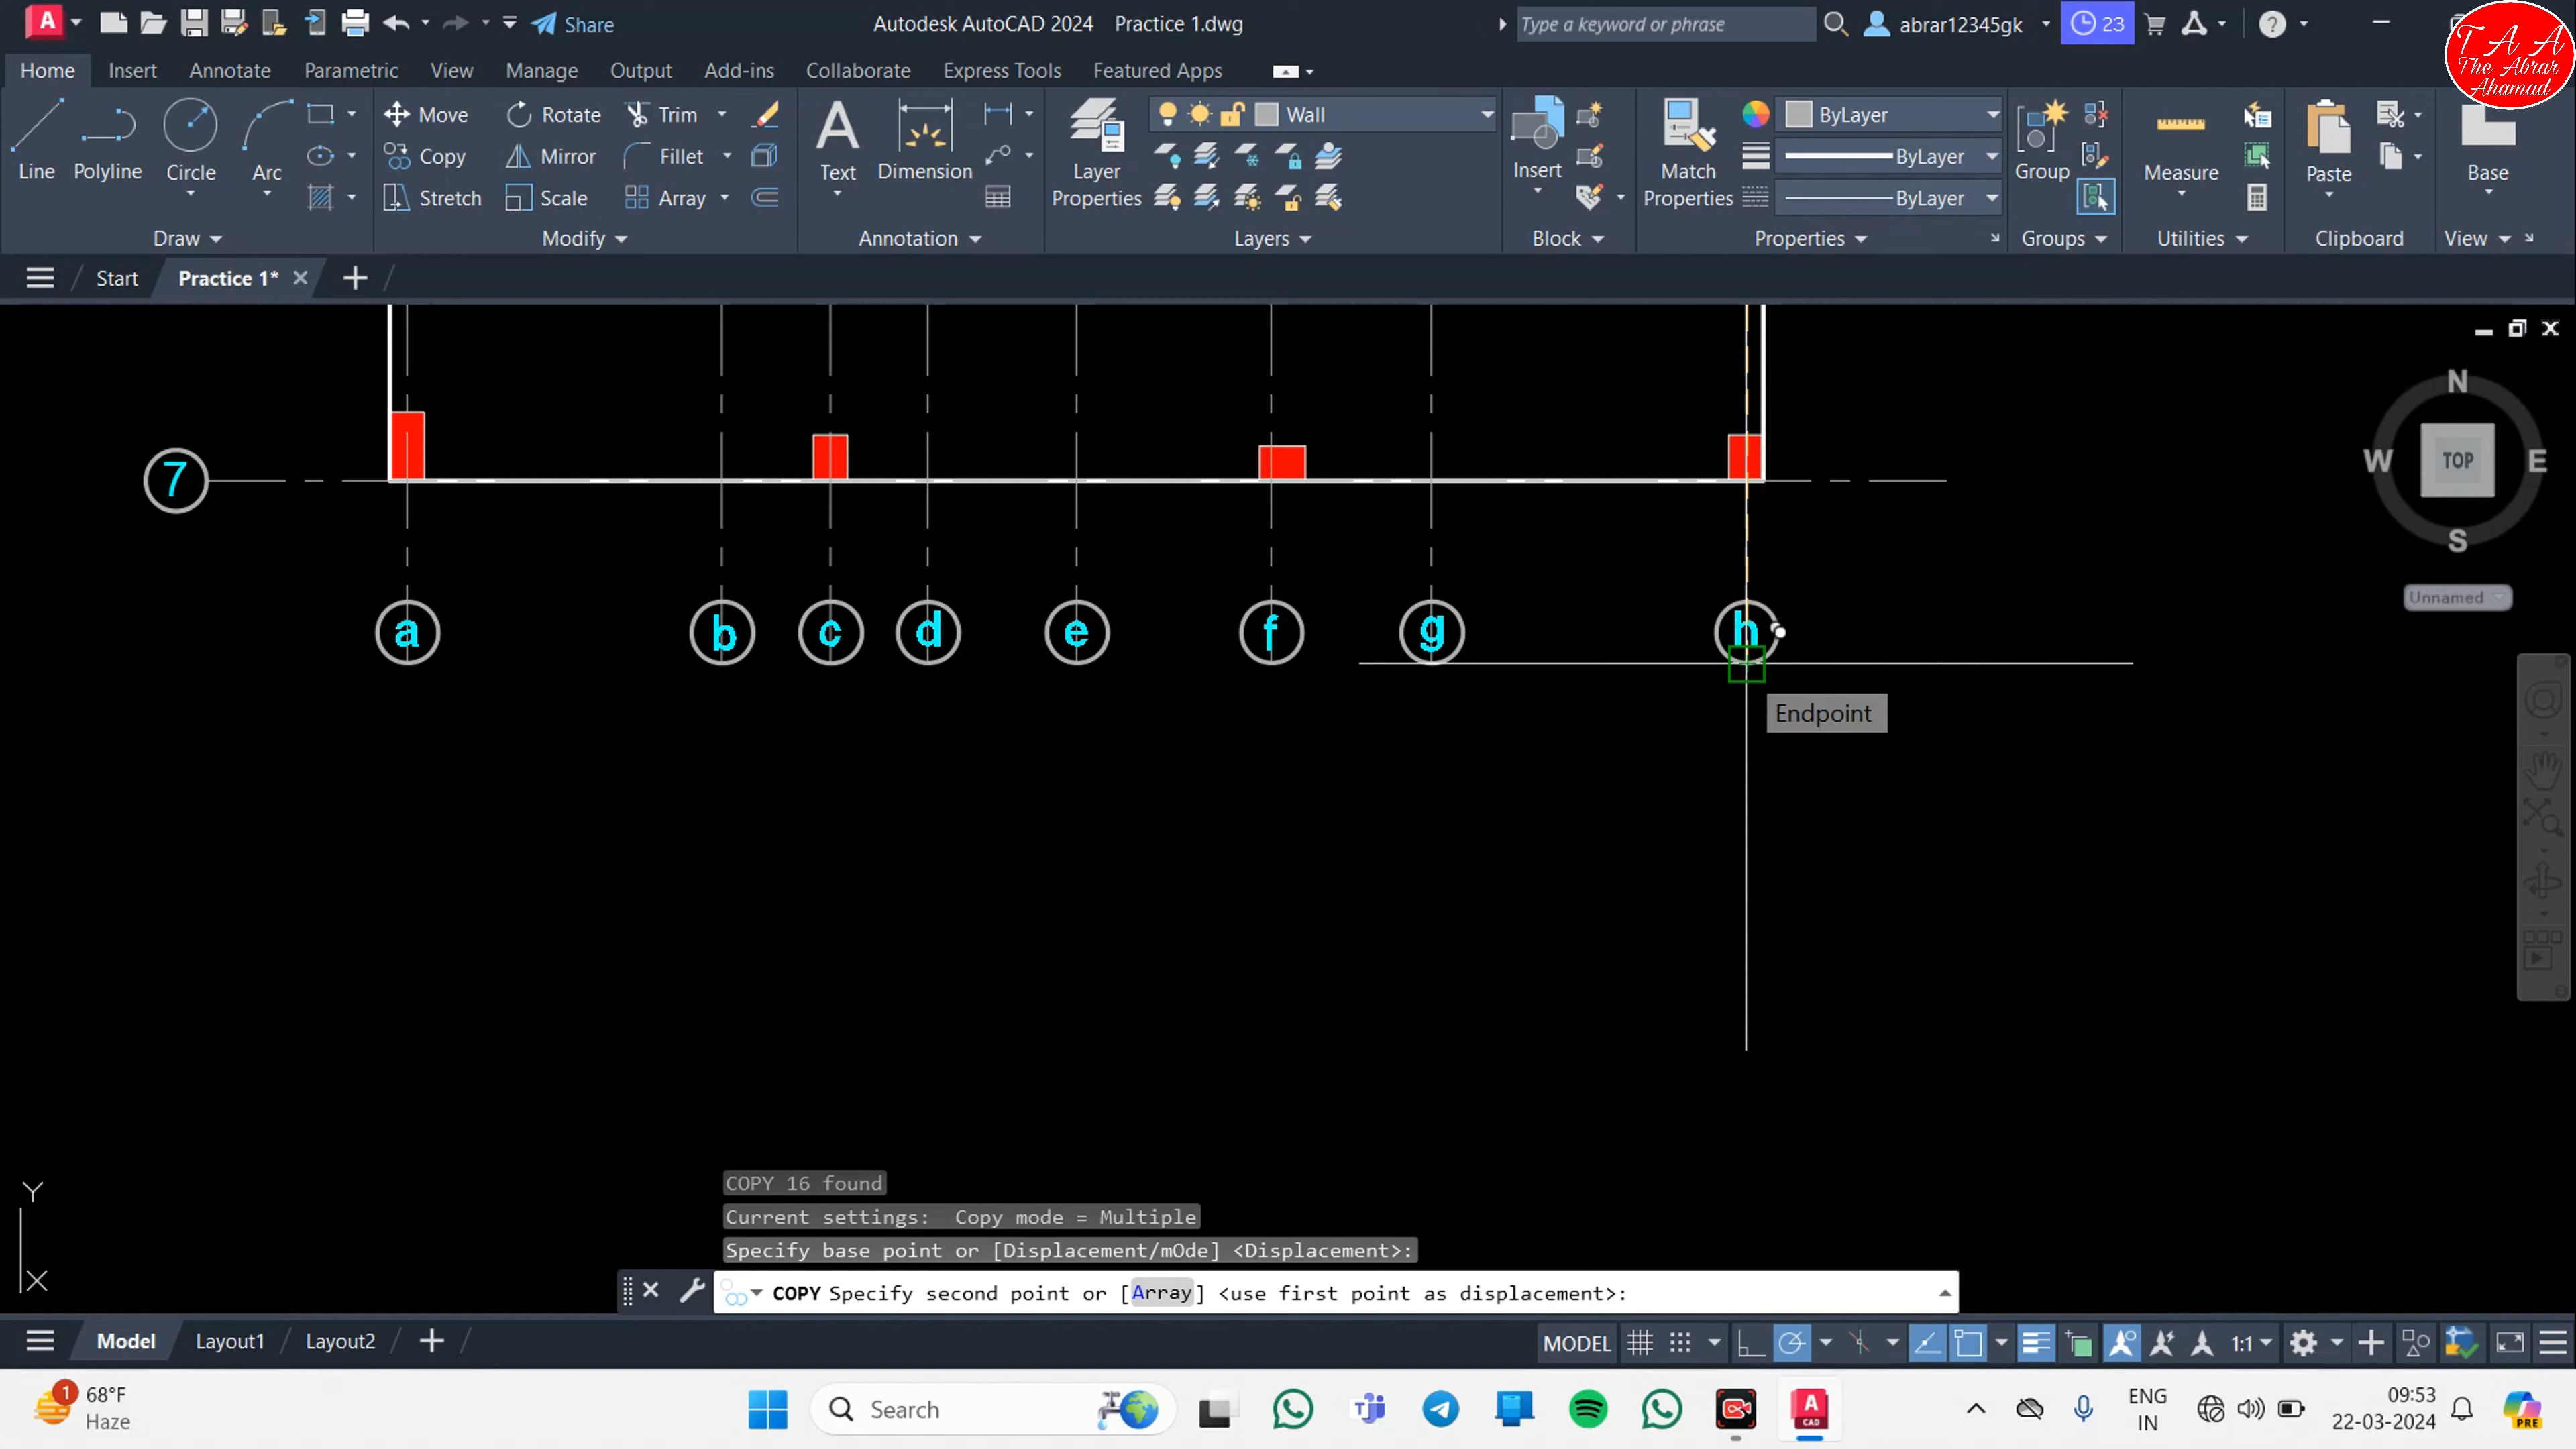 Share
Autodesk AutoCAD 2024 Practice 1.dwg
Type a keyword or phrase
abrar12345gk
23
T A A
The Abrar
Ahamad
Home Insert Annotate Parametric View Manage Output Add-ins Collaborate Express Tools Featured Apps
Line Polyline Circle Arc
Move Rotate Trim
Copy Mirror Fillet
Stretch Scale Array
Text Dimension
Layer
Properties
Wall
Insert
Match
Properties
ByLayer
ByLayer
ByLayer
Group
Measure
Paste
Base
Draw Modify Annotation Layers Block Properties Groups Utilities Clipboard View
Start Practice 1*
N
W TOP E
S
Unnamed
7
a b c d e f g h
Endpoint
Y
X
COPY 16 found
Current settings: Copy mode = Multiple
Specify base point or [Displacement/mOde] <Displacement>:
COPY Specify second point or [Array] <use first point as displacement>:
Model Layout1 Layout2
MODEL
1:1
1
68°F
Haze
Search
A
CAD
ENG
IN
09:53
22-03-2024
PRE